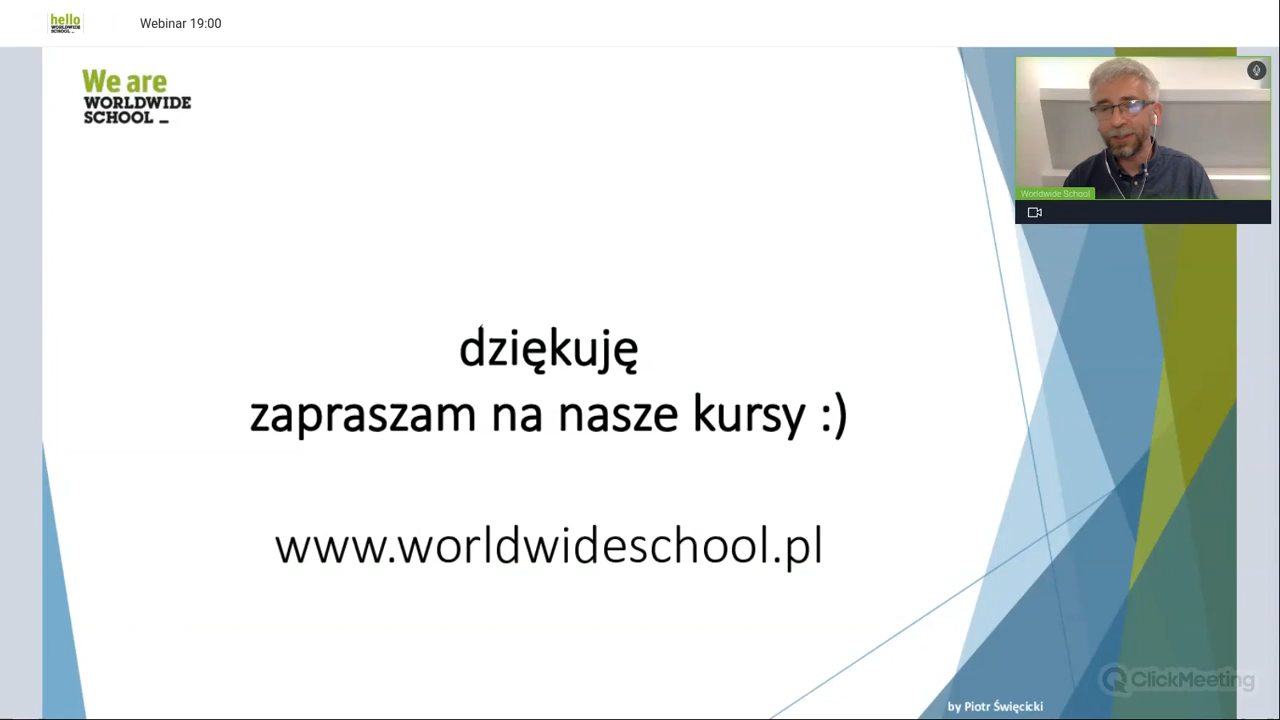 hello
WORLDWIDE
SCHOOL _
Webinar 19:00
We are
WORLDWIDE
SCHOOL _
Worldwide School
dziękuję
zapraszam na nasze kursy :)
www.worldwideschool.pl
ClickMeeting
by Piotr Święcicki